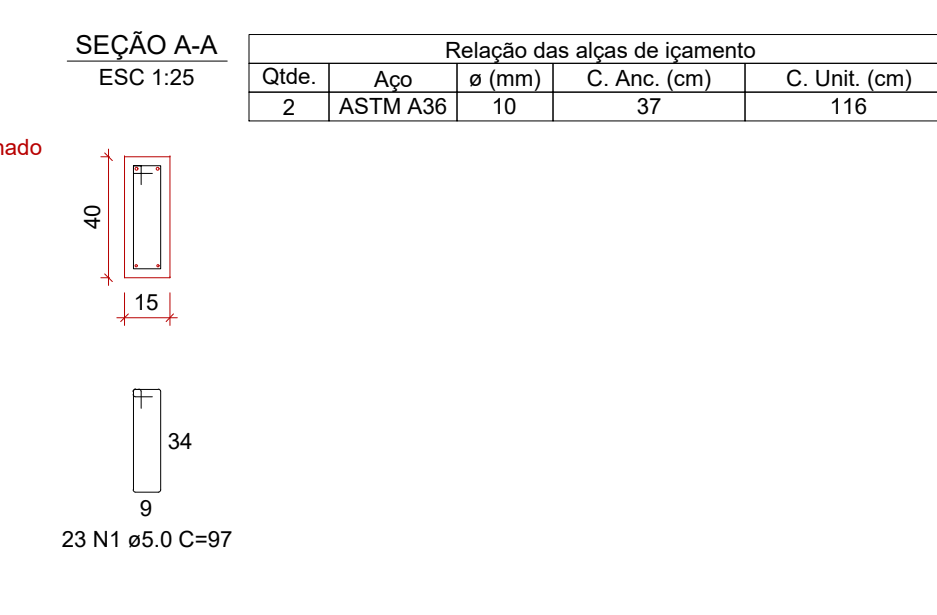 SEÇÃO A-A
ESC 1:25
Relação das alças de içamento
Qtde. Aço ø (mm) C. Anc. (cm) C. Unit. (cm)
2 ASTM A36 10 37 116
nado
40
15
34
9
23 N1 ø5.0 C=97